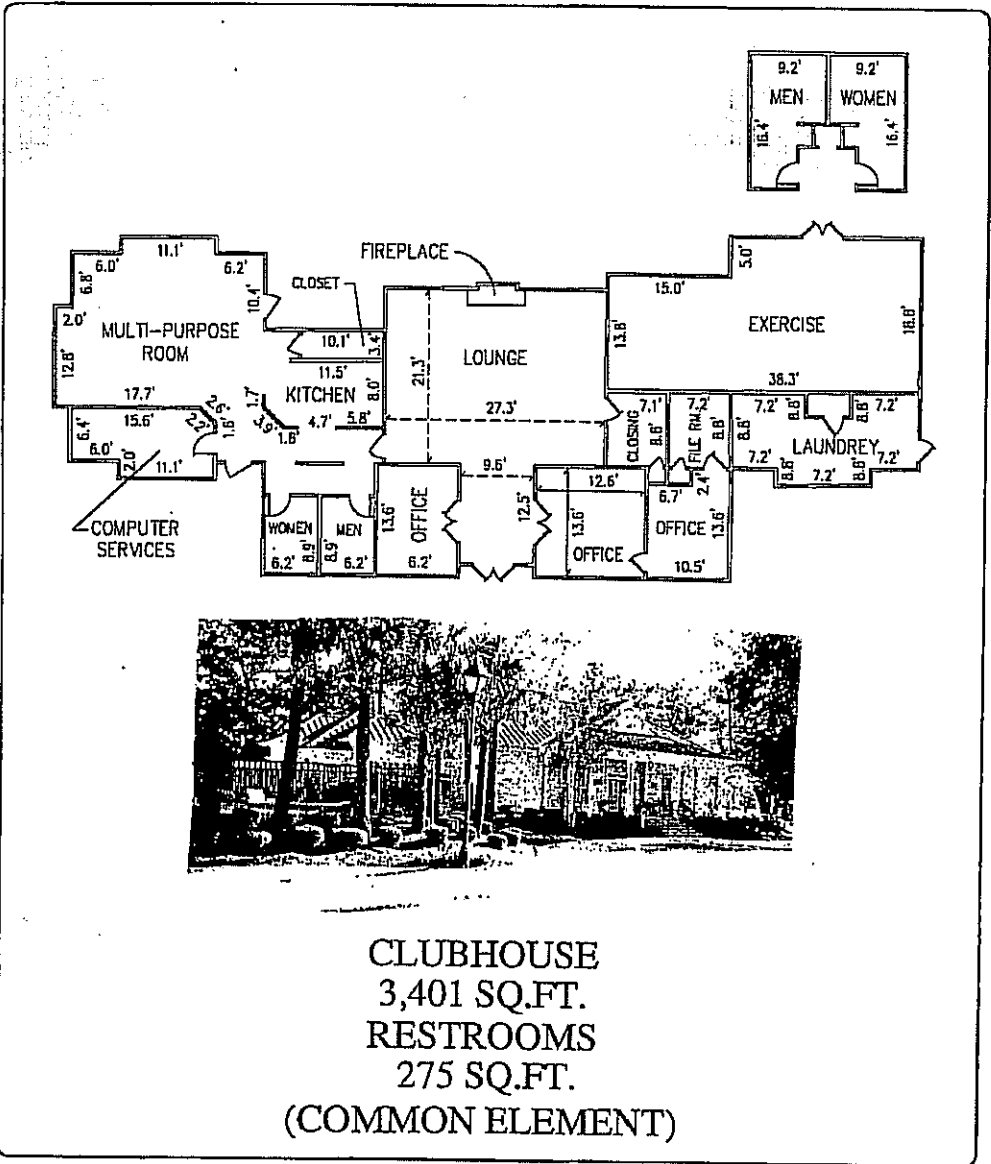 9.2'
9.2'
MEN
WOMEN
16.4'
16.4'
11.1'
6.0'
6.2'
6.8'
10.4'
2.0'
MULTI-PURPOSE
ROOM
12.8'
17.7'
FIREPLACE
CLOSET
10.1'
3.4'
11.5'
KITCHEN
8.0'
1.7'
3.9'
1.6'
4.7'
5.8'
2.6'
2.2'
1.6'
15.6'
6.4'
6.0'
2.0'
11.1'
COMPUTER
SERVICES
LOUNGE
21.3'
27.3'
9.6'
12.5'
5.0'
15.0'
13.8'
EXERCISE
18.8'
38.3'
7.1'
CLOSING
8.6'
7.2'
FILE RM.
8.8'
2.4'
6.7'
7.2'
8.8'
7.2'
8.8'
LAUNDREY
7.2'
8.8'
7.2'
8.8'
7.2'
WOMEN
8.9'
6.2'
MEN
8.9'
6.2'
OFFICE
13.6'
6.2'
12.6'
13.6'
OFFICE
OFFICE
13.6'
10.5'
CLUBHOUSE
3,401 SQ.FT.
RESTROOMS
275 SQ.FT.
(COMMON ELEMENT)